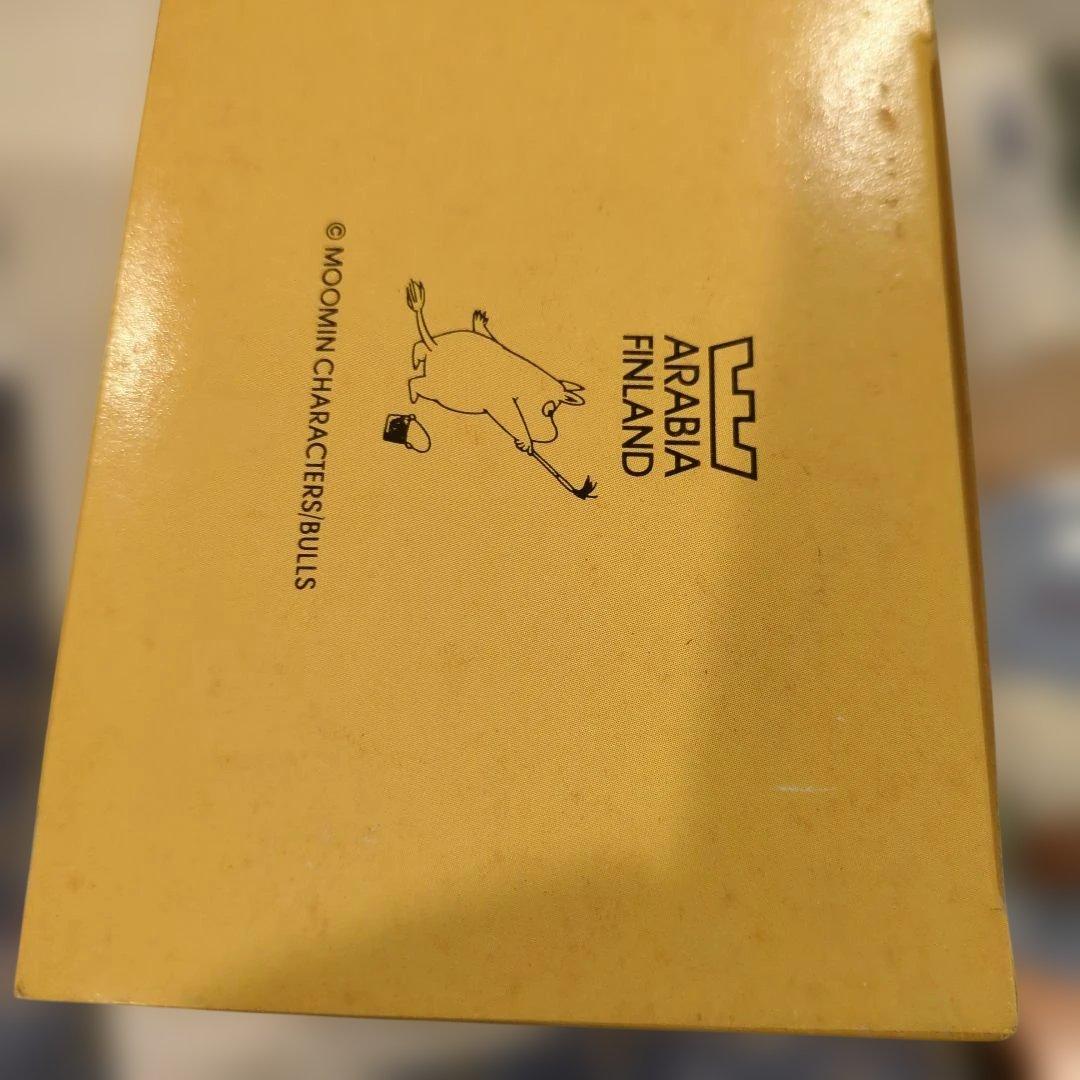 ARABIA
FINLAND
© MOOMIN CHARACTERS/BULLS